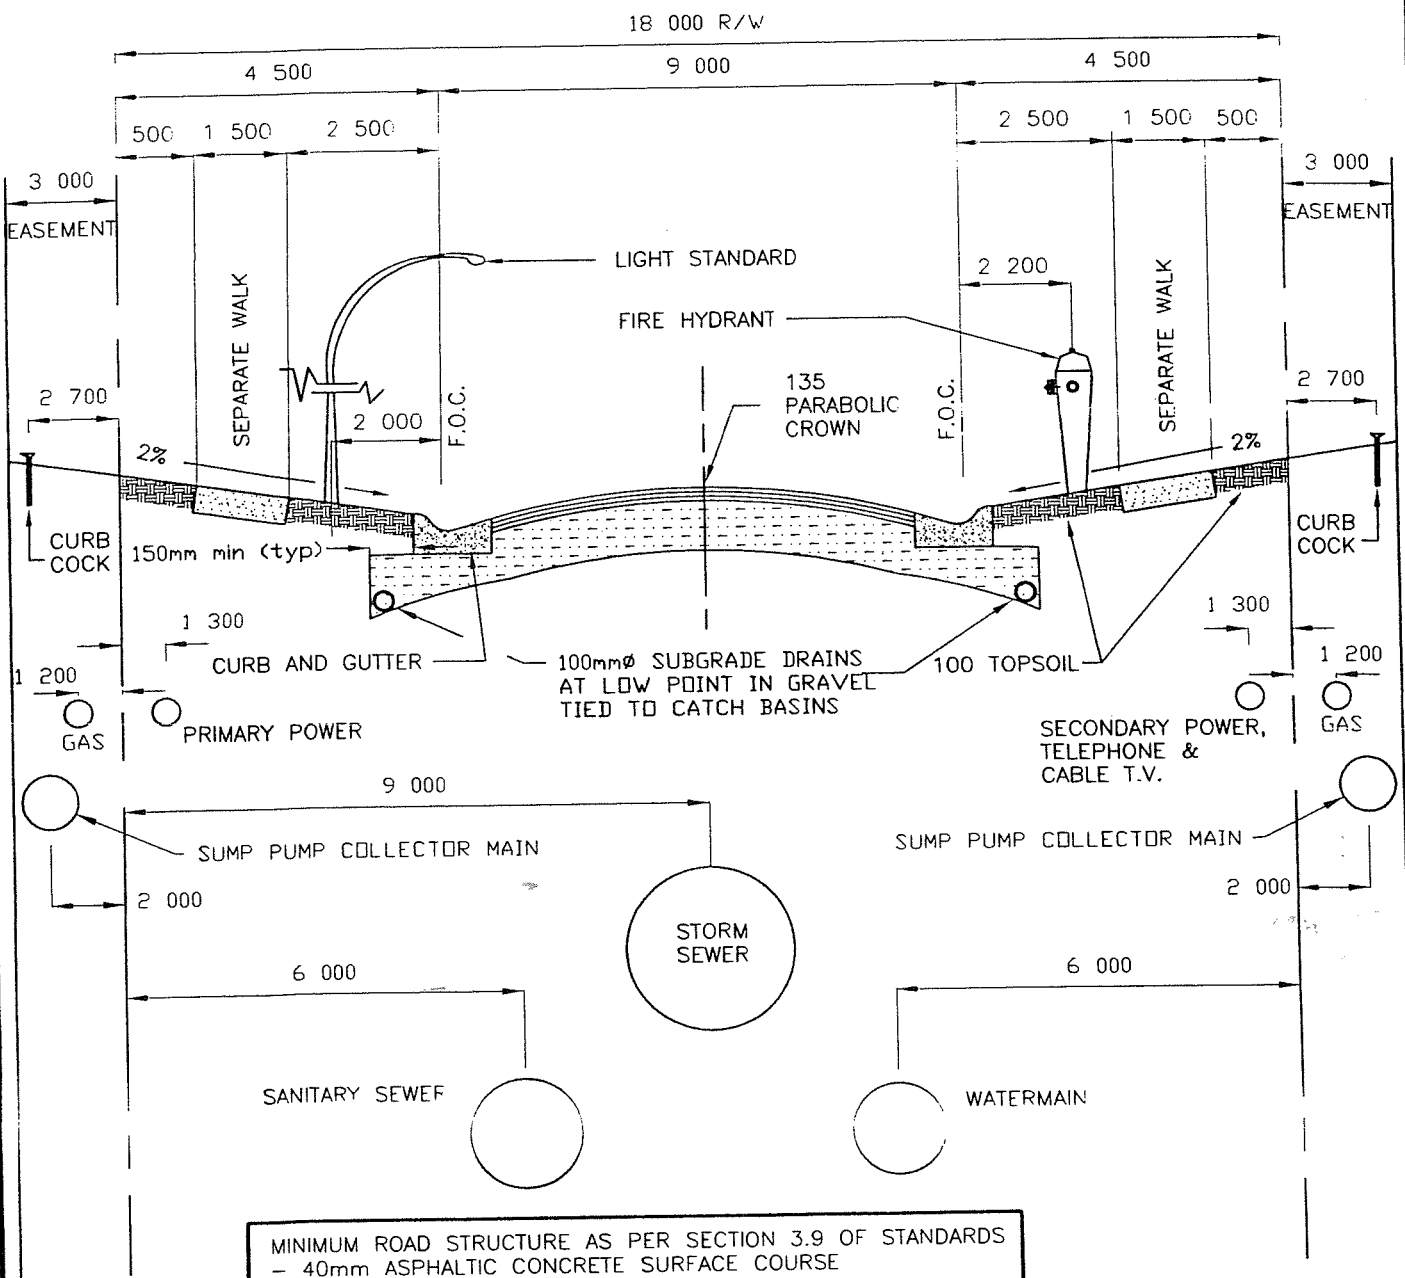 18 000 R/W
4 500
9 000
4 500
500
1 500
2 500
2 500
1 500
500
3 000
3 000
EASEMENT
EASEMENT
LIGHT STANDARD
2 200
SEPARATE WALK
SEPARATE WALK
FIRE HYDRANT
135
PARABOLIC
CROWN
2 700
2 700
F.O.C.
F.O.C.
2 000
2%
2%
CURB
COCK
CURB
COCK
150mm min (typ)
1 300
1 300
CURB AND GUTTER
100mmØ SUBGRADE DRAINS
AT LOW POINT IN GRAVEL
TIED TO CATCH BASINS
100 TOPSOIL
1 200
1 200
GAS
PRIMARY POWER
SECONDARY POWER,
TELEPHONE &
CABLE T.V.
GAS
9 000
SUMP PUMP COLLECTOR MAIN
SUMP PUMP COLLECTOR MAIN
2 000
2 000
STORM
SEWER
6 000
6 000
SANITARY SEWER
WATERMAIN
MINIMUM ROAD STRUCTURE AS PER SECTION 3.9 OF STANDARDS
- 40mm ASPHALTIC CONCRETE SURFACE COURSE